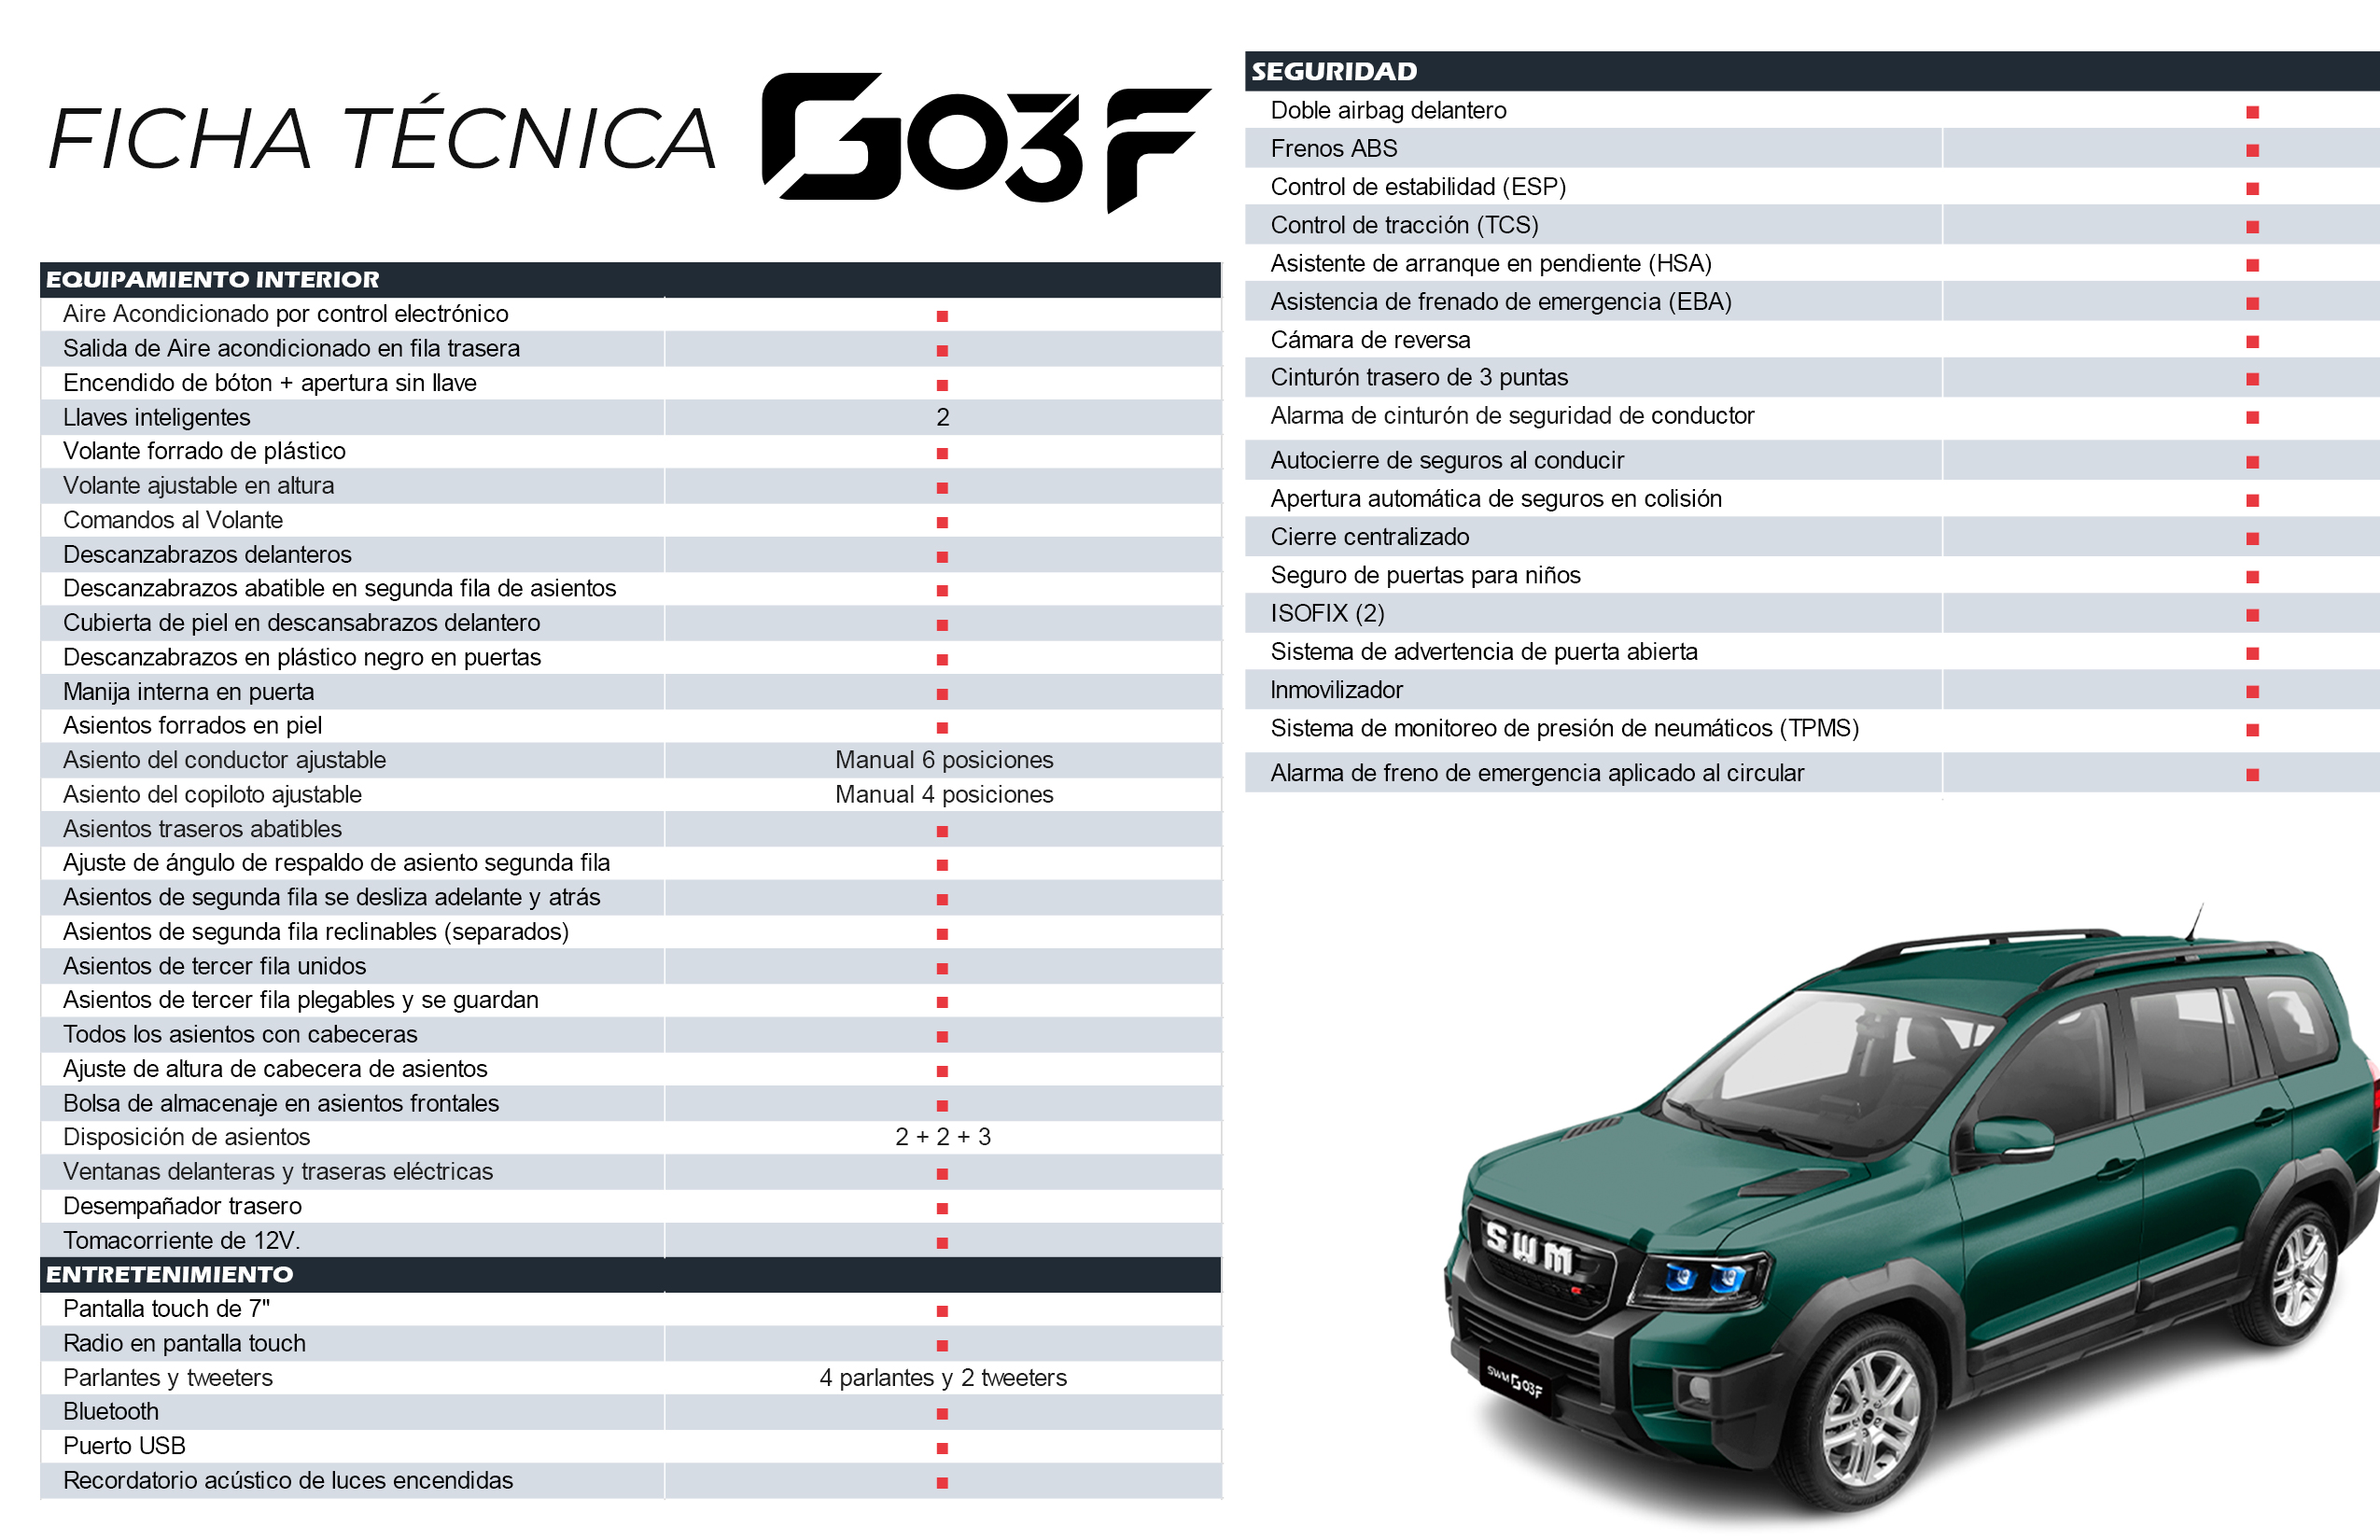 FICHA TÉCNICA G03F
EQUIPAMIENTO INTERIOR
Aire Acondicionado por control electrónico ■
Salida de Aire acondicionado en fila trasera ■
Encendido de bóton + apertura sin llave ■
Llaves inteligentes 2
Volante forrado de plástico ■
Volante ajustable en altura ■
Comandos al Volante ■
Descanzabrazos delanteros ■
Descanzabrazos abatible en segunda fila de asientos ■
Cubierta de piel en descansabrazos delantero ■
Descanzabrazos en plástico negro en puertas ■
Manija interna en puerta ■
Asientos forrados en piel ■
Asiento del conductor ajustable Manual 6 posiciones
Asiento del copiloto ajustable Manual 4 posiciones
Asientos traseros abatibles ■
Ajuste de ángulo de respaldo de asiento segunda fila ■
Asientos de segunda fila se desliza adelante y atrás ■
Asientos de segunda fila reclinables (separados) ■
Asientos de tercer fila unidos ■
Asientos de tercer fila plegables y se guardan ■
Todos los asientos con cabeceras ■
Ajuste de altura de cabecera de asientos ■
Bolsa de almacenaje en asientos frontales ■
Disposición de asientos 2 + 2 + 3
Ventanas delanteras y traseras eléctricas ■
Desempañador trasero ■
Tomacorriente de 12V. ■
ENTRETENIMIENTO
Pantalla touch de 7" ■
Radio en pantalla touch ■
Parlantes y tweeters 4 parlantes y 2 tweeters
Bluetooth ■
Puerto USB ■
Recordatorio acústico de luces encendidas ■
SEGURIDAD
Doble airbag delantero ■
Frenos ABS ■
Control de estabilidad (ESP) ■
Control de tracción (TCS) ■
Asistente de arranque en pendiente (HSA) ■
Asistencia de frenado de emergencia (EBA) ■
Cámara de reversa ■
Cinturón trasero de 3 puntas ■
Alarma de cinturón de seguridad de conductor ■
Autocierre de seguros al conducir ■
Apertura automática de seguros en colisión ■
Cierre centralizado ■
Seguro de puertas para niños ■
ISOFIX (2) ■
Sistema de advertencia de puerta abierta ■
Inmovilizador ■
Sistema de monitoreo de presión de neumáticos (TPMS) ■
Alarma de freno de emergencia aplicado al circular ■
SWM
SWM G03F